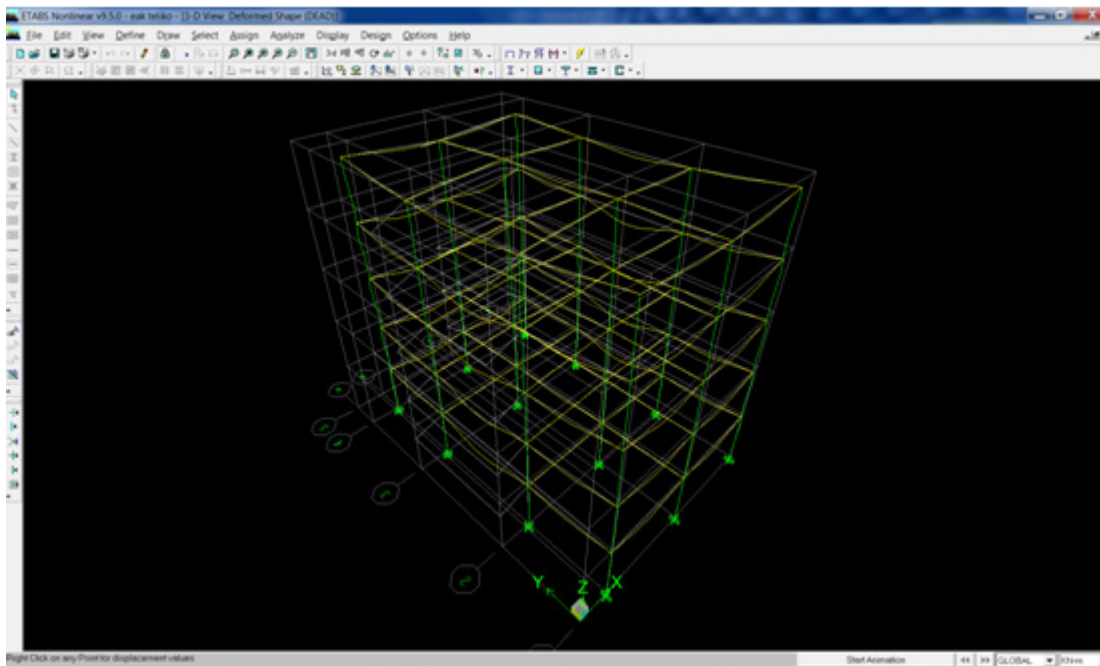 ETABS Nonlinear v9.5.0 - eak teliko - [3-D View Deformed Shape (DEAD)]
File Edit View Define Draw Select Assign Analyze Display Design Options Help
Y Z X
Right Click on any Point for displacement values
Start Animation
GLOBAL